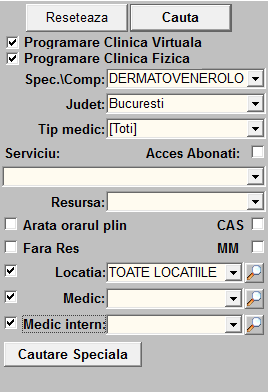 Reseteaza Cauta
Programare Clinica Virtuala
Programare Clinica Fizica
Spec.\Comp: DERMATOVENEROLO
Judet: Bucuresti
Tip medic: [Toti]
Serviciu: Acces Abonati:
Resursa:
Arata orarul plin CAS
Fara Res MM
Locatia: TOATE LOCATIILE
Medic:
Medic intern:
Cautare Speciala